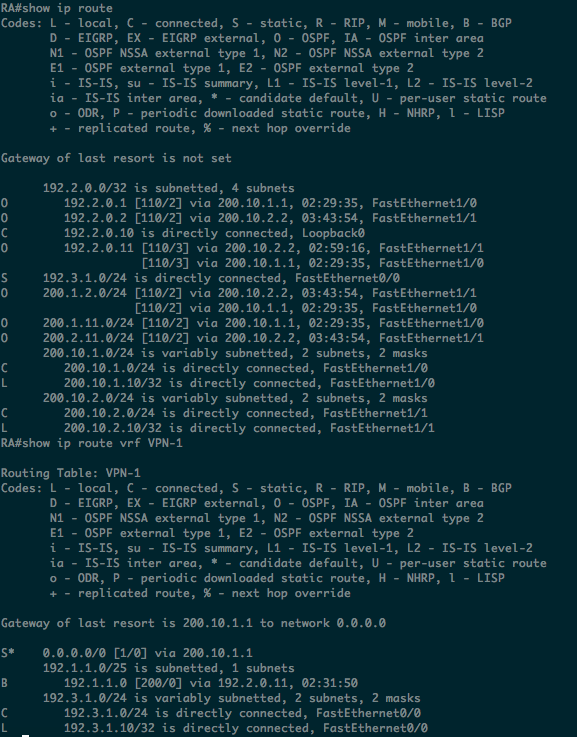 RA#show ip route
Codes: L - local, C - connected, S - static, R - RIP, M - mobile, B - BGP
D - EIGRP, EX - EIGRP external, O - OSPF, IA - OSPF inter area
N1 - OSPF NSSA external type 1, N2 - OSPF NSSA external type 2
E1 - OSPF external type 1, E2 - OSPF external type 2
i - IS-IS, su - IS-IS summary, L1 - IS-IS level-1, L2 - IS-IS level-2
ia - IS-IS inter area, * - candidate default, U - per-user static route
o - ODR, P - periodic downloaded static route, H - NHRP, l - LISP
+ - replicated route, % - next hop override
Gateway of last resort is not set
192.2.0.0/32 is subnetted, 4 subnets
O 192.2.0.1 [110/2] via 200.10.1.1, 02:29:35, FastEthernet1/0
O 192.2.0.2 [110/2] via 200.10.2.2, 03:43:54, FastEthernet1/1
C 192.2.0.10 is directly connected, Loopback0
O 192.2.0.11 [110/3] via 200.10.2.2, 02:59:16, FastEthernet1/1
[110/3] via 200.10.1.1, 02:29:35, FastEthernet1/0
S 192.3.1.0/24 is directly connected, FastEthernet0/0
O 200.1.2.0/24 [110/2] via 200.10.2.2, 03:43:54, FastEthernet1/1
[110/2] via 200.10.1.1, 02:29:35, FastEthernet1/0
O 200.1.11.0/24 [110/2] via 200.10.1.1, 02:29:35, FastEthernet1/0
O 200.2.11.0/24 [110/2] via 200.10.2.2, 03:43:54, FastEthernet1/1
200.10.1.0/24 is variably subnetted, 2 subnets, 2 masks
C 200.10.1.0/24 is directly connected, FastEthernet1/0
L 200.10.1.10/32 is directly connected, FastEthernet1/0
200.10.2.0/24 is variably subnetted, 2 subnets, 2 masks
C 200.10.2.0/24 is directly connected, FastEthernet1/1
L 200.10.2.10/32 is directly connected, FastEthernet1/1
RA#show ip route vrf VPN-1
Routing Table: VPN-1
Codes: L - local, C - connected, S - static, R - RIP, M - mobile, B - BGP
D - EIGRP, EX - EIGRP external, O - OSPF, IA - OSPF inter area
N1 - OSPF NSSA external type 1, N2 - OSPF NSSA external type 2
E1 - OSPF external type 1, E2 - OSPF external type 2
i - IS-IS, su - IS-IS summary, L1 - IS-IS level-1, L2 - IS-IS level-2
ia - IS-IS inter area, * - candidate default, U - per-user static route
o - ODR, P - periodic downloaded static route, H - NHRP, l - LISP
+ - replicated route, % - next hop override
Gateway of last resort is 200.10.1.1 to network 0.0.0.0
S* 0.0.0.0/0 [1/0] via 200.10.1.1
192.1.1.0/25 is subnetted, 1 subnets
B 192.1.1.0 [200/0] via 192.2.0.11, 02:31:50
192.3.1.0/24 is variably subnetted, 2 subnets, 2 masks
C 192.3.1.0/24 is directly connected, FastEthernet0/0
L 192.3.1.10/32 is directly connected, FastEthernet0/0